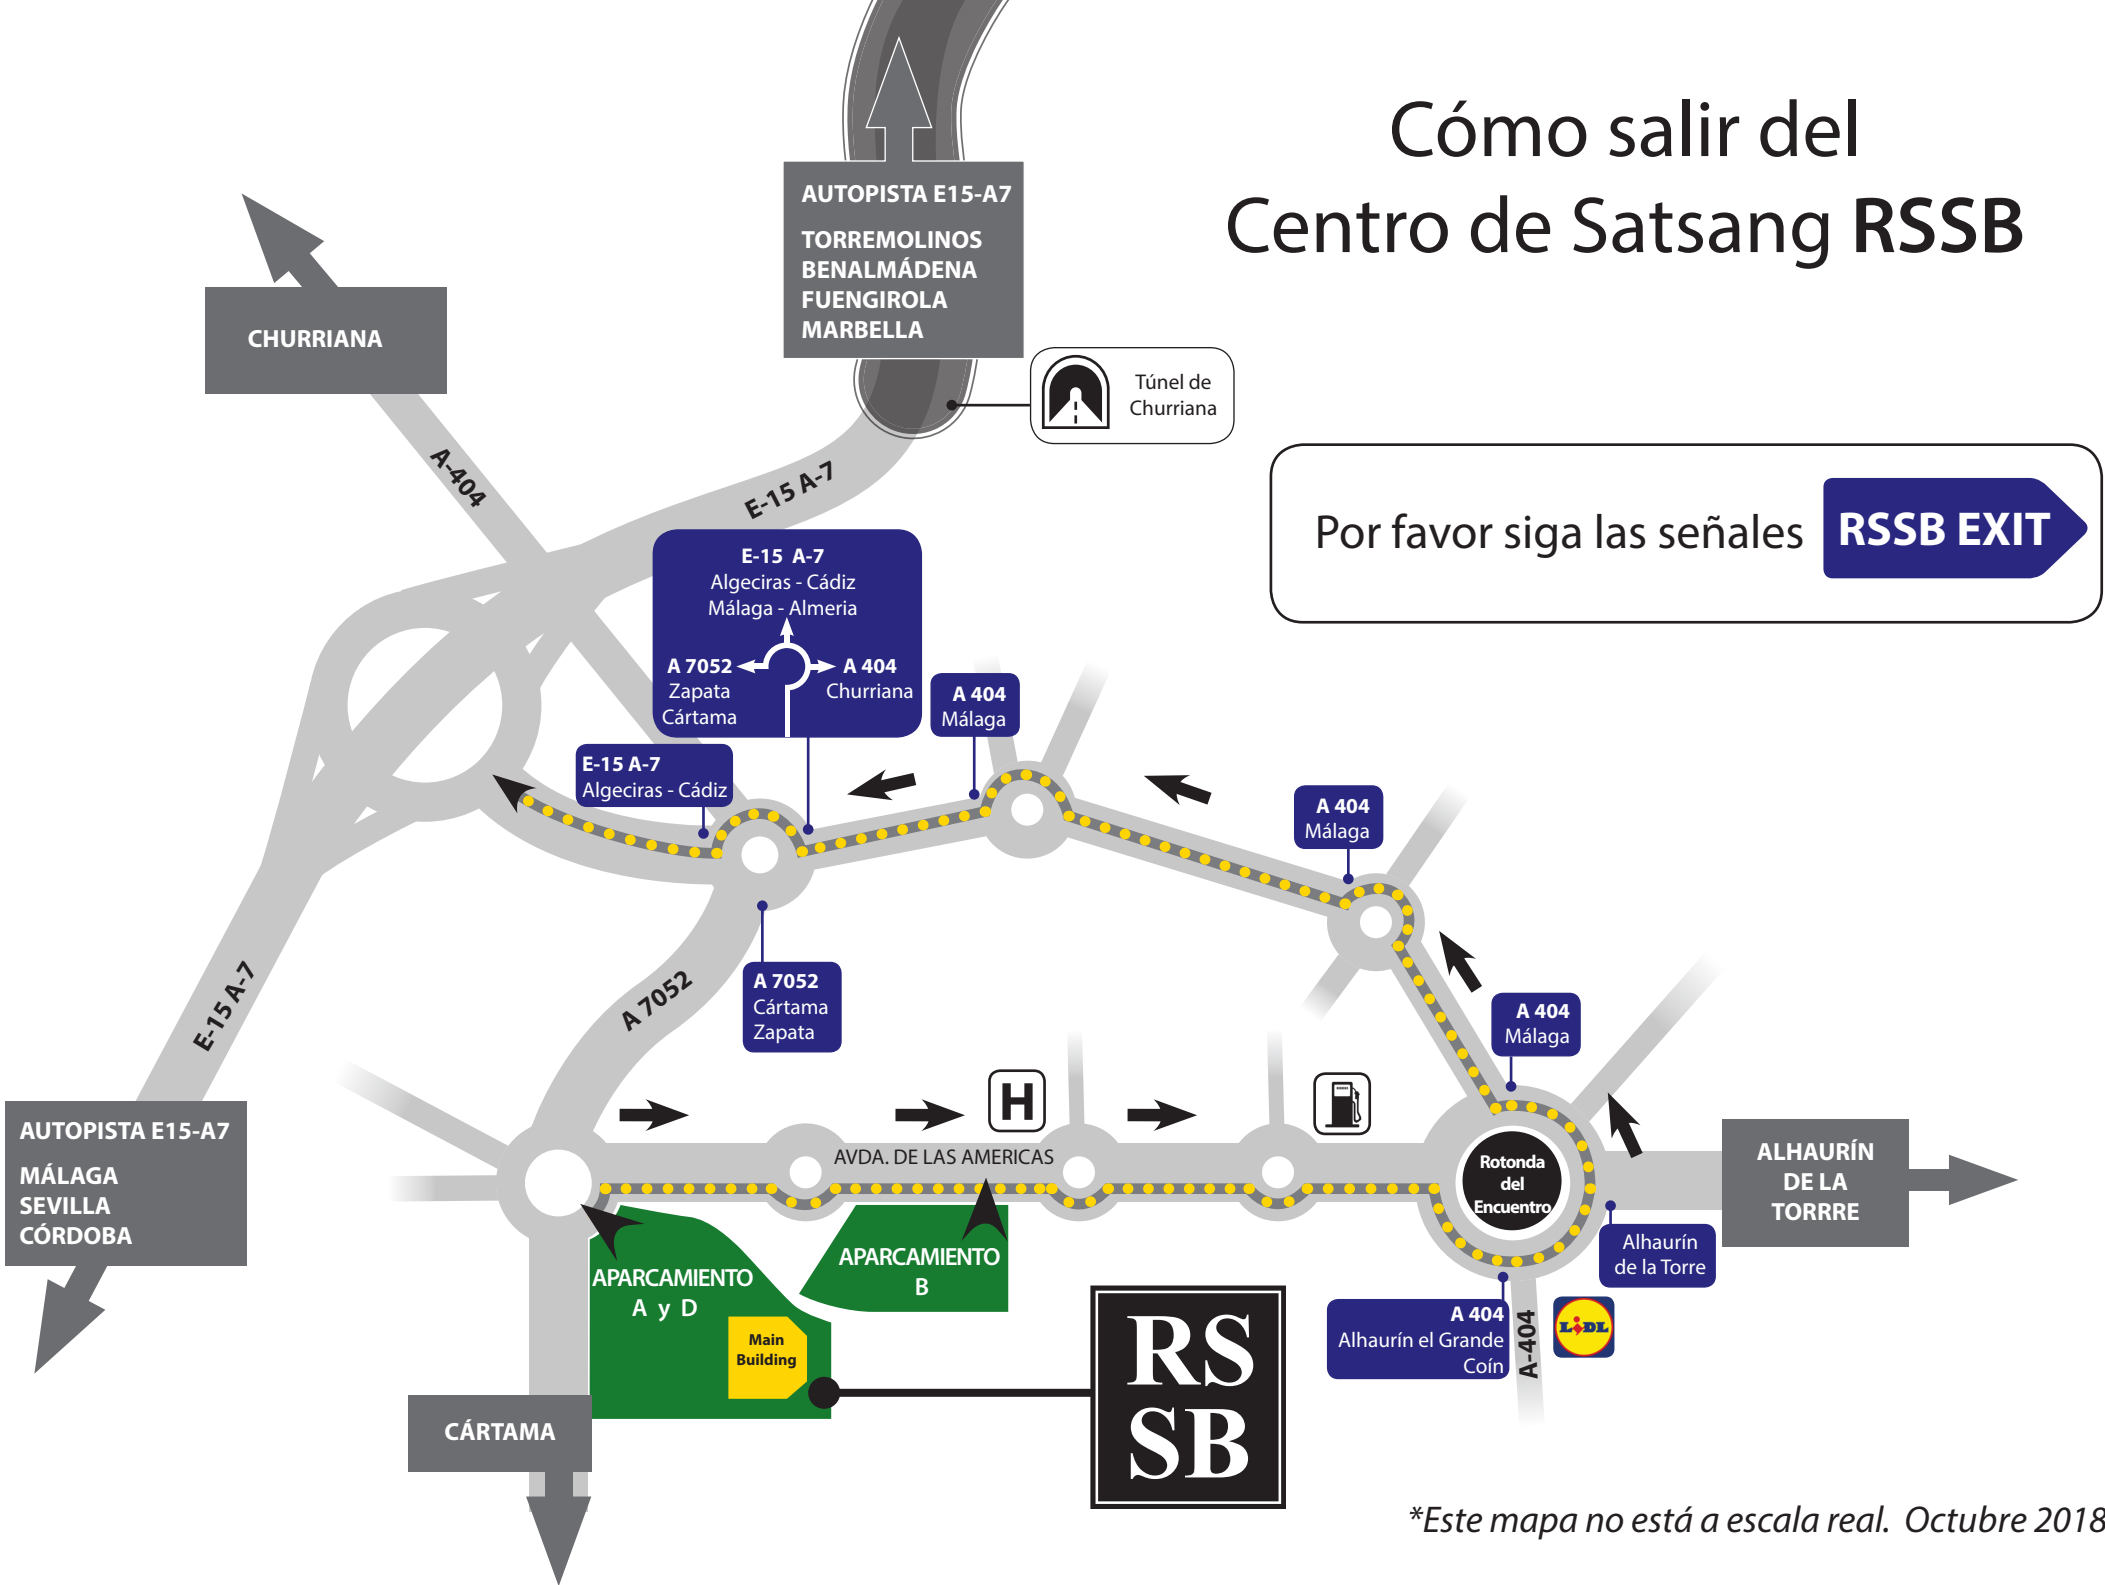 Cómo salir del
Centro de Satsang RSSB
AUTOPISTA E15-A7
TORREMOLINOS
BENALMÁDENA
FUENGIROLA
MARBELLA
CHURRIANA
Túnel de
Churriana
A-404
E-15 A-7
Por favor siga las señales
RSSB EXIT
E-15 A-7
Algeciras - Cádiz
Málaga - Almeria
A 7052
Zapata
Cártama
A 404
Churriana
A 404
Málaga
E-15 A-7
Algeciras - Cádiz
A 404
Málaga
A 7052
Cártama
Zapata
A 7052
E-15 A-7
A 404
Málaga
H
AUTOPISTA E15-A7
MÁLAGA
SEVILLA
CÓRDOBA
AVDA. DE LAS AMERICAS
Rotonda
del
Encuentro
ALHAURÍN
DE LA
TORRRE
Alhaurín
de la Torre
APARCAMIENTO
A y D
APARCAMIENTO
B
Main
Building
RS
SB
A 404
Alhaurín el Grande
Coín
A-404
LIDL
CÁRTAMA
*Este mapa no está a escala real. Octubre 2018